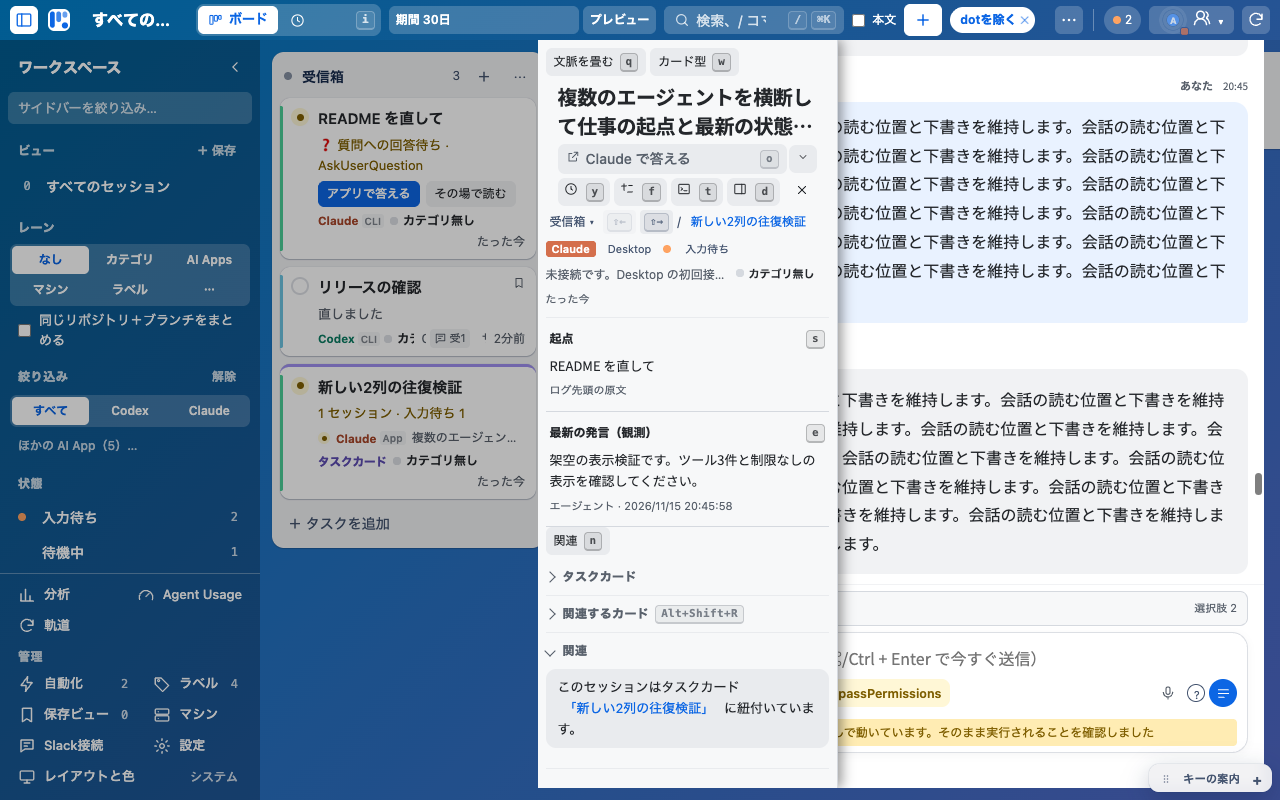 すべての...
ボード
i
期間 30日
プレビュー
検索、/ コマ
/
⌘K
本文
+
dotを除く ×
...
2
A
ワークスペース
サイドバーを絞り込み...
ビュー
+ 保存
0 すべてのセッション
レーン
なし
カテゴリ
AI Apps
マシン
ラベル
...
同じリポジトリ＋ブランチをまとめる
絞り込み
解除
すべて
Codex
Claude
ほかの AI App（5）...
状態
入力待ち 2
待機中 1
分析
Agent Usage
軌道
管理
自動化 2
ラベル 4
保存ビュー 0
マシン
Slack接続
設定
レイアウトと色
システム
受信箱 3 + ...
README を直して
❓ 質問への回答待ち ·
AskUserQuestion
アプリで答える
その場で読む
Claude CLI カテゴリ無し
たった今
リリースの確認
直しました
Codex CLI
受1
2分前
新しい2列の往復検証
1 セッション · 入力待ち 1
Claude App 複数のエージェン...
タスクカード カテゴリ無し
たった今
+ タスクを追加
文脈を畳む q
カード型 w
複数のエージェントを横断し
て仕事の起点と最新の状態…
Claude で答える o
y
f
t
d
×
受信箱
⇧←
⇧→
/ 新しい2列の往復検証
Claude Desktop 入力待ち
未接続です。Desktop の初回接... カテゴリ無し
たった今
起点 s
README を直して
ログ先頭の原文
最新の発言（観測） e
架空の表示検証です。ツール3件と制限なしの
表示を確認してください。
エージェント · 2026/11/15 20:45:58
関連 n
タスクカード
関連するカード Alt+Shift+R
関連
このセッションはタスクカード
「新しい2列の往復検証」 に紐付いていま
す。
あなた 20:45
の読む位置と下書きを維持します。会話の読む位置と下
の読む位置と下書きを維持します。会話の読む位置と下
の読む位置と下書きを維持します。会話の読む位置と下
の読む位置と下書きを維持します。会話の読む位置と下
の読む位置と下書きを維持します。会話の読む位置と下
の読む位置と下書きを維持します。会話の読む位置と下
下書きを維持します。会話の読む位置と下書きを維持
持します。会話の読む位置と下書きを維持します。会
会話の読む位置と下書きを維持します。会話の読む位
位置と下書きを維持します。会話の読む位置と下書き
きを維持します。会話の読む位置と下書きを維持しま
ます。
選択肢 2
/Ctrl + Enter で今すぐ送信）
passPermissions
?
で動いています。そのまま実行されることを確認しました
キーの案内 +